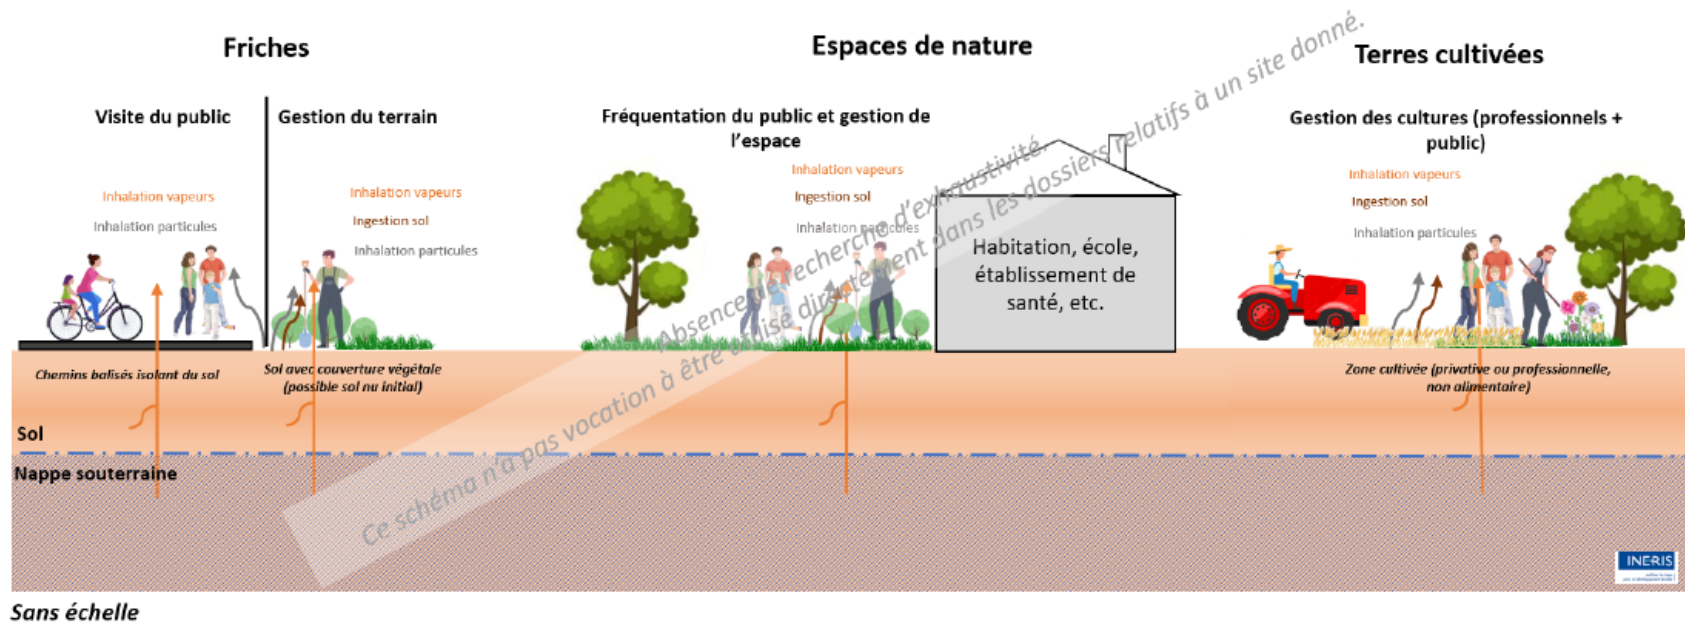 Friches
Espaces de nature
Terres cultivées
Visite du public
Gestion du terrain
Fréquentation du public et gestion de
l'espace
Gestion des cultures (professionnels +
public)
Inhalation vapeurs
Inhalation particules
Inhalation vapeurs
Ingestion sol
Inhalation particules
Inhalation vapeurs
Ingestion sol
Inhalation particules
Inhalation vapeurs
Ingestion sol
Inhalation particules
Habitation, école,
établissement de
santé, etc.
Chemins balisés isolant du sol
Sol avec couverture végétale
(possible sol nu initial)
Zone cultivée (privative ou professionnelle,
non alimentaire)
Absence de recherche d'exhaustivité.
Ce schéma n'a pas vocation à être utilisé directement dans les dossiers relatifs à un site donné.
Sol
Nappe souterraine
INERIS
Sans échelle